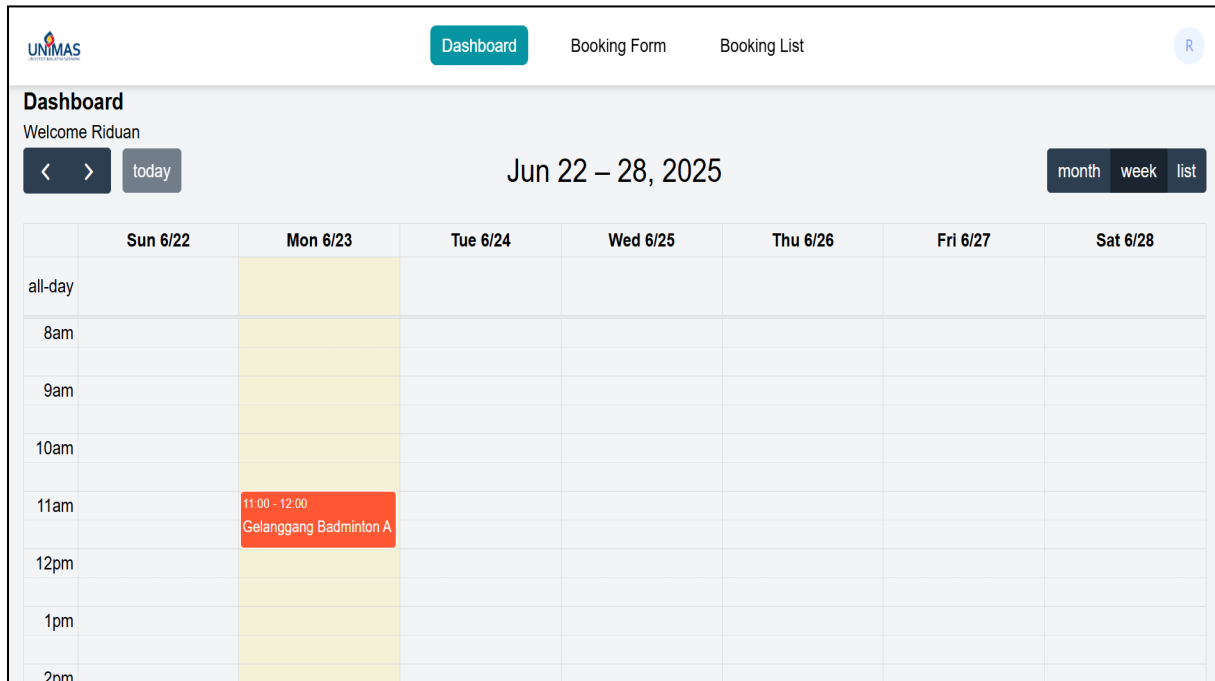 UNIMAS
Dashboard Booking Form Booking List R
Dashboard
Welcome Riduan
today Jun 22 – 28, 2025 month week list
Sun 6/22 Mon 6/23 Tue 6/24 Wed 6/25 Thu 6/26 Fri 6/27 Sat 6/28
all-day
8am
9am
10am
11am 11:00 - 12:00
Gelanggang Badminton A
12pm
1pm
2pm